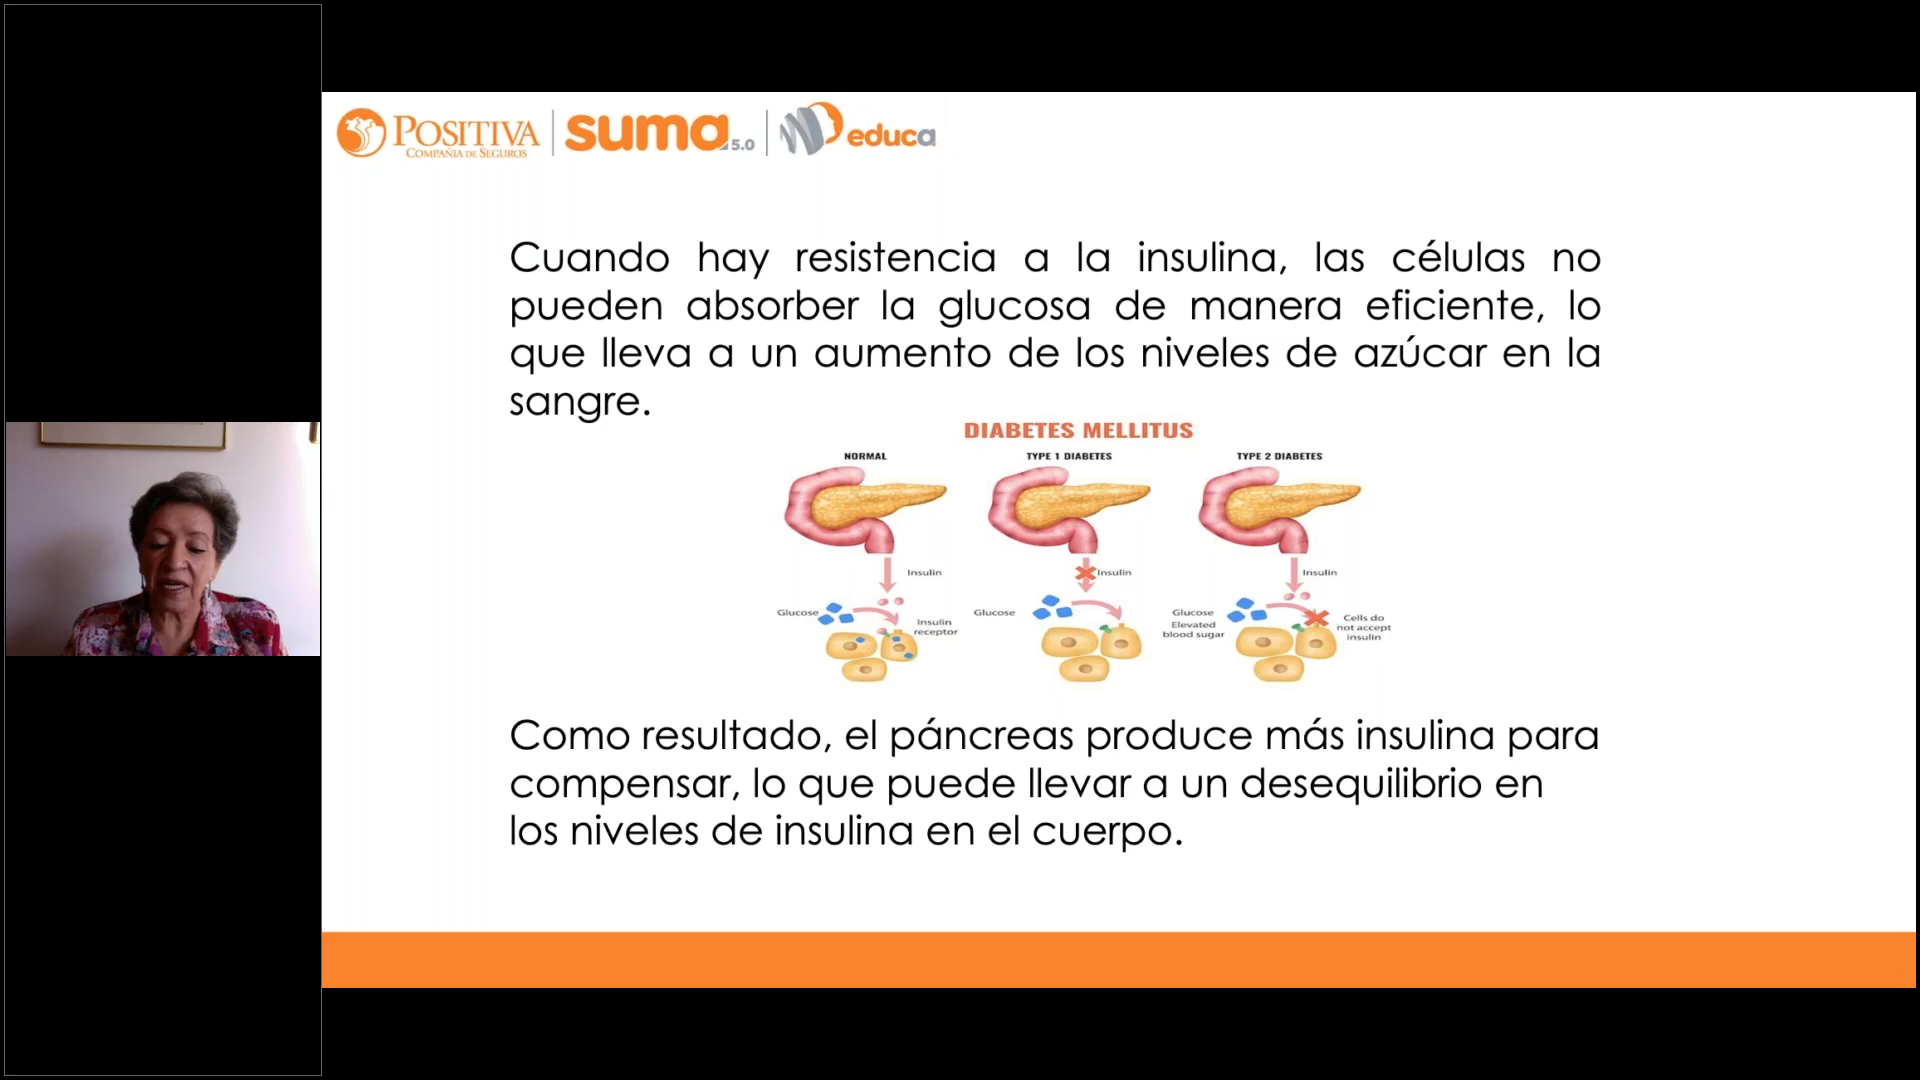 POSITIVA
COMPAÑIA DE SEGUROS
suma 5.0
educa
Cuando hay resistencia a la insulina, las células no
pueden absorber la glucosa de manera eficiente, lo
que lleva a un aumento de los niveles de azúcar en la
sangre.
DIABETES MELLITUS
NORMAL
TYPE 1 DIABETES
TYPE 2 DIABETES
Insulin
Insulin
Insulin
Glucose
Insulin
receptor
Glucose
Glucose
Elevated
blood sugar
Cells do
not accept
insulin
Como resultado, el páncreas produce más insulina para
compensar, lo que puede llevar a un desequilibrio en
los niveles de insulina en el cuerpo.